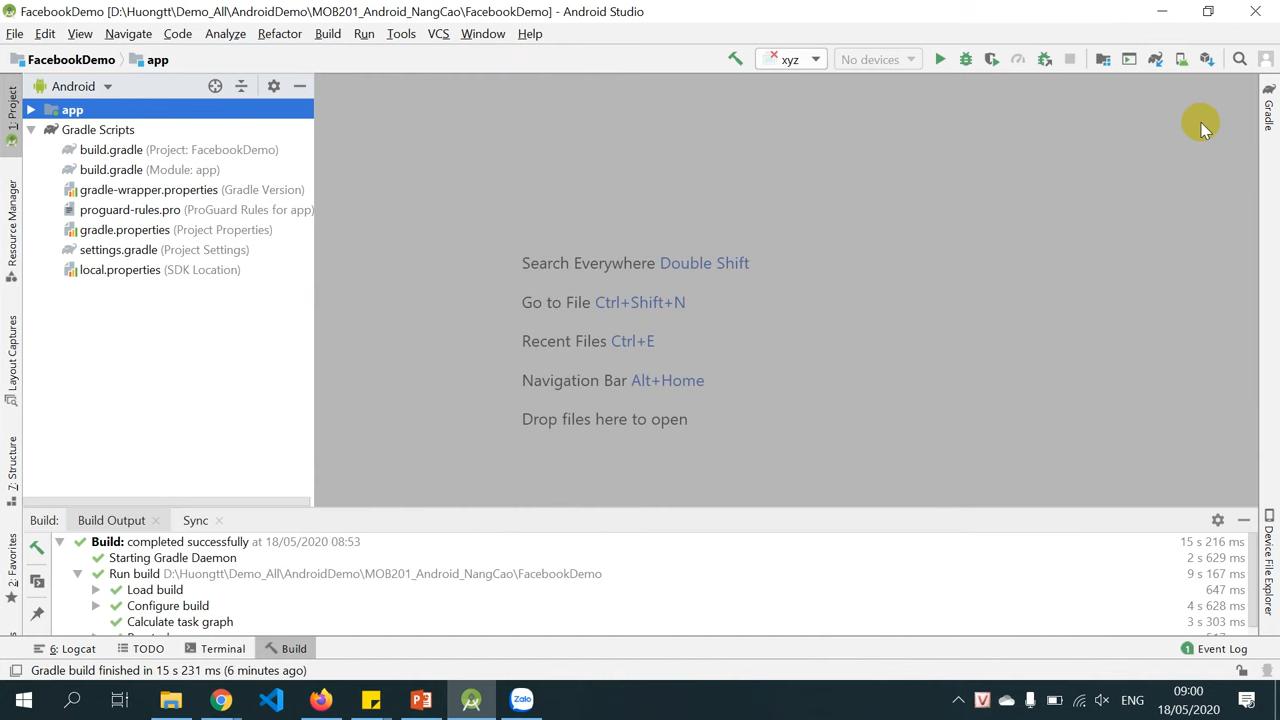 FacebookDemo [D:\Huongtt\Demo_All\AndroidDemo\MOB201_Android_NangCao\FacebookDemo] - Android Studio
File Edit View Navigate Code Analyze Refactor Build Run Tools VCS Window Help
FacebookDemo app xyz No devices
1: Project
Resource Manager
Layout Captures
7: Structure
2: Favorites
Android
app
Gradle Scripts
build.gradle (Project: FacebookDemo)
build.gradle (Module: app)
gradle-wrapper.properties (Gradle Version)
proguard-rules.pro (ProGuard Rules for app)
gradle.properties (Project Properties)
settings.gradle (Project Settings)
local.properties (SDK Location)
Search Everywhere Double Shift
Go to File Ctrl+Shift+N
Recent Files Ctrl+E
Navigation Bar Alt+Home
Drop files here to open
Gradle
Device File Explorer
Build: Build Output Sync
Build: completed successfully at 18/05/2020 08:53 15 s 216 ms
Starting Gradle Daemon 2 s 629 ms
Run build D:\Huongtt\Demo_All\AndroidDemo\MOB201_Android_NangCao\FacebookDemo 9 s 167 ms
Load build 647 ms
Configure build 4 s 628 ms
Calculate task graph 3 s 303 ms
6: Logcat TODO Terminal Build 1 Event Log
Gradle build finished in 15 s 231 ms (6 minutes ago)
Zalo V ENG 09:00
18/05/2020